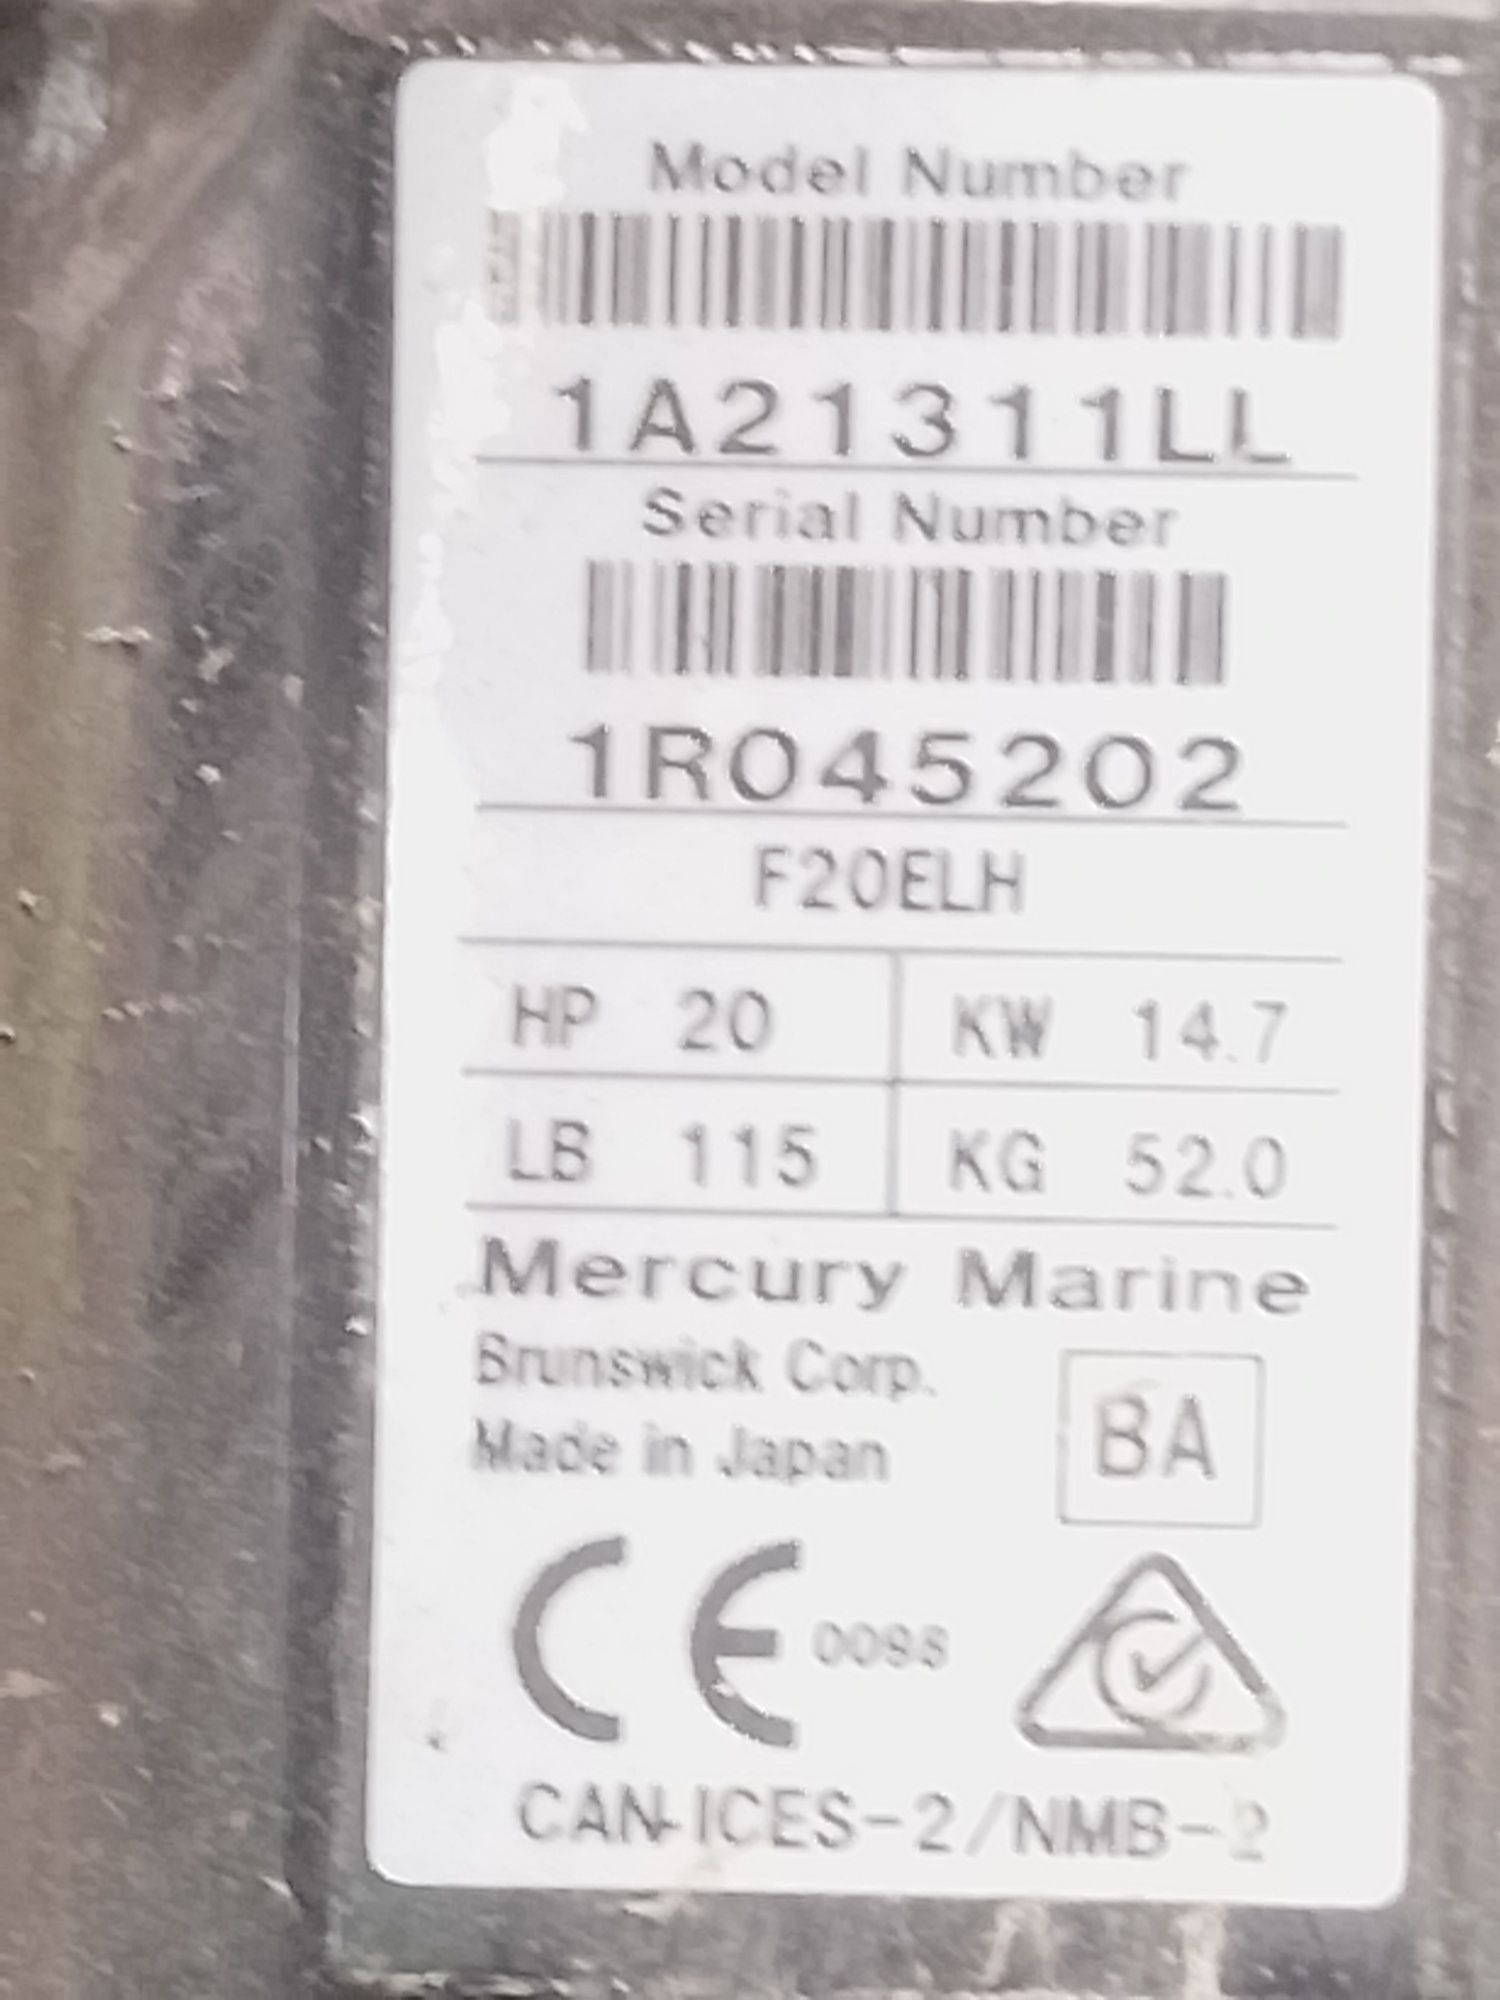 Model Number
1A21311LL
Serial Number
1R045202
F20ELH
HP 20 KW 14.7
LB 115 KG 52.0
Mercury Marine
Brunswick Corp.
Made in Japan
BA
CE 0098
CAN-ICES-2/NMB-2